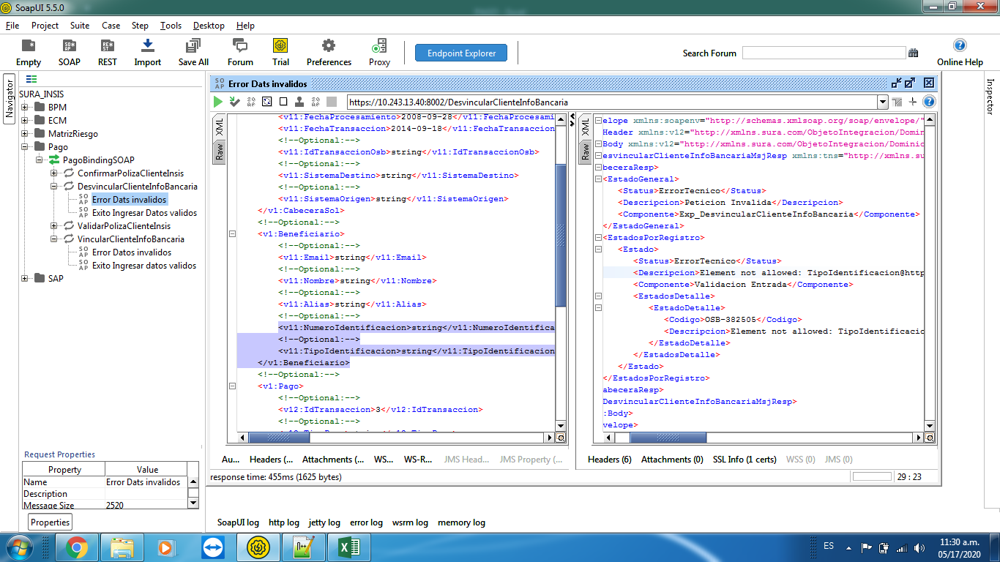 SoapUI 5.5.0
File Project Suite Case Step Tools Desktop Help
Empty SOAP REST Import Save All Forum Trial Preferences Proxy Endpoint Explorer Search Forum Online Help
Navigator
Inspector
SURA_INSIS
BPM
ECM
MatrizRiesgo
Pago
PagoBindingSOAP
ConfirmarPolizaClienteInsis
DesvincularClienteInfoBancaria
Error Dats invalidos
Exito Ingresar Datos validos
ValidarPolizaClienteInsis
VincularClienteInfoBancaria
Error Datos invalidos
Exito Ingresar datos validos
SAP
Request Properties
Property Value
Name Error Dats invalidos
Description
Message Size 2520
Properties
Error Dats invalidos
https://10.243.13.40:8002/DesvincularClienteInfoBancaria
XML
Raw
<v11:FechaProcesamiento>2008-09-28</v11:FechaProcesami
<v11:FechaTransaccion>2014-09-18</v11:FechaTransaccion
<!--Optional:-->
<v11:IdTransaccionOsb>string</v11:IdTransaccionOsb>
<!--Optional:-->
<v11:SistemaDestino>string</v11:SistemaDestino>
<!--Optional:-->
<v11:SistemaOrigen>string</v11:SistemaOrigen>
</v1:CabeceraSol>
<!--Optional:-->
<v1:Beneficiario>
<!--Optional:-->
<v11:Email>string</v11:Email>
<!--Optional:-->
<v11:Nombre>string</v11:Nombre>
<!--Optional:-->
<v11:Alias>string</v11:Alias>
<!--Optional:-->
<v11:NumeroIdentificacion>string</v11:NumeroIdentifica
<!--Optional:-->
<v11:TipoIdentificacion>string</v11:TipoIdentificacion
</v1:Beneficiario>
<!--Optional:-->
<v1:Pago>
<!--Optional:-->
<v12:IdTransaccion>3</v12:IdTransaccion>
<!--Optional:-->
XML
Raw
elope xmlns:soapenv="http://schemas.xmlsoap.org/soap/envelope/"
Header xmlns:v12="http://xmlns.sura.com/ObjetoIntegracion/Domin
Body xmlns:v12="http://xmlns.sura.com/ObjetoIntegracion/Dominic
esvincularClienteInfoBancariaMsjResp xmlns:tns="http://xmlns.su
beceraResp>
<EstadoGeneral>
<Status>ErrorTecnico</Status>
<Descripcion>Peticion Invalida</Descripcion>
<Componente>Exp_DesvincularClienteInfoBancaria</Componente>
</EstadoGeneral>
<EstadosPorRegistro>
<Estado>
<Status>ErrorTecnico</Status>
<Descripcion>Element not allowed: TipoIdentificacion@http
<Componente>Validacion Entrada</Componente>
<EstadosDetalle>
<EstadoDetalle>
<Codigo>OSB-382505</Codigo>
<Descripcion>Element not allowed: TipoIdentificacio
</EstadoDetalle>
</EstadosDetalle>
</Estado>
</EstadosPorRegistro>
abeceraResp>
DesvincularClienteInfoBancariaMsjResp>
:Body>
velope>
Au... Headers (... Attachments (... WS... WS-R... JMS Head... JMS Property (...
Headers (6) Attachments (0) SSL Info (1 certs) WSS (0) JMS (0)
response time: 455ms (1625 bytes) 29 : 23
SoapUI log http log jetty log error log wsrm log memory log
ES
11:30 a.m.
05/17/2020